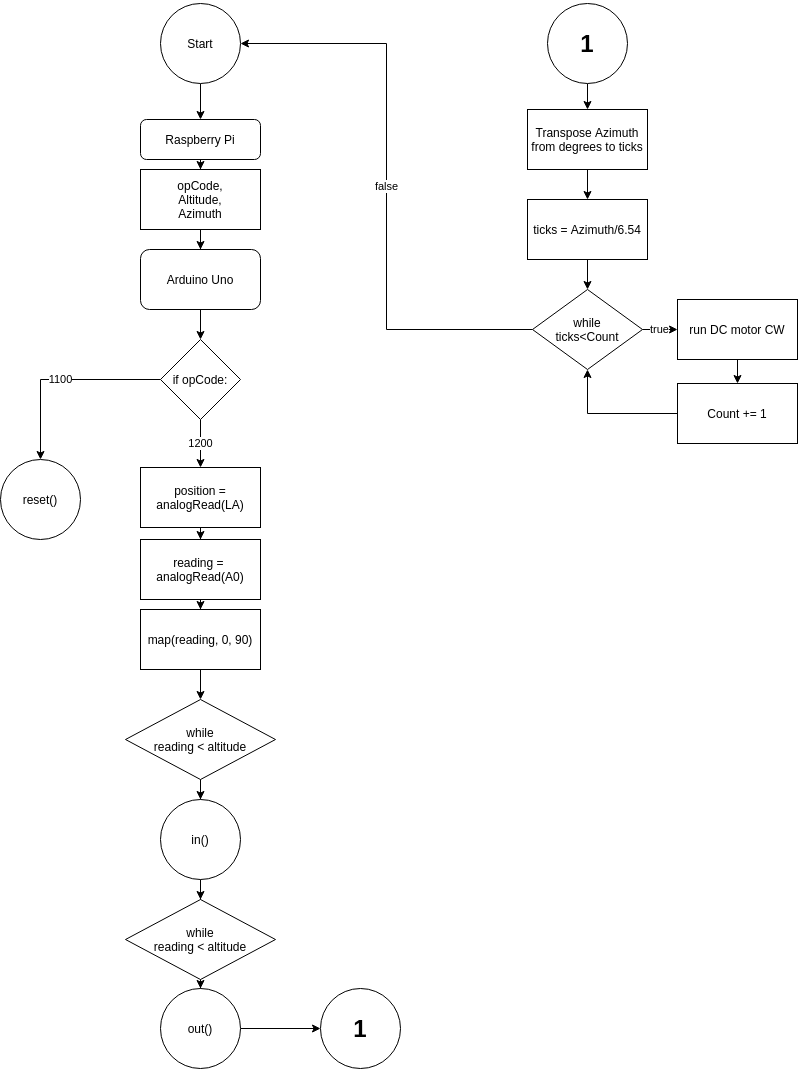 Start
Raspberry Pi
opCode,
Altitude,
Azimuth
Arduino Uno
if opCode:
1100
1200
reset()
position =
analogRead(LA)
reading =
analogRead(A0)
map(reading, 0, 90)
while
reading < altitude
in()
while
reading < altitude
out()
1
1
Transpose Azimuth
from degrees to ticks
ticks = Azimuth/6.54
while
ticks<Count
true
false
run DC motor CW
Count += 1